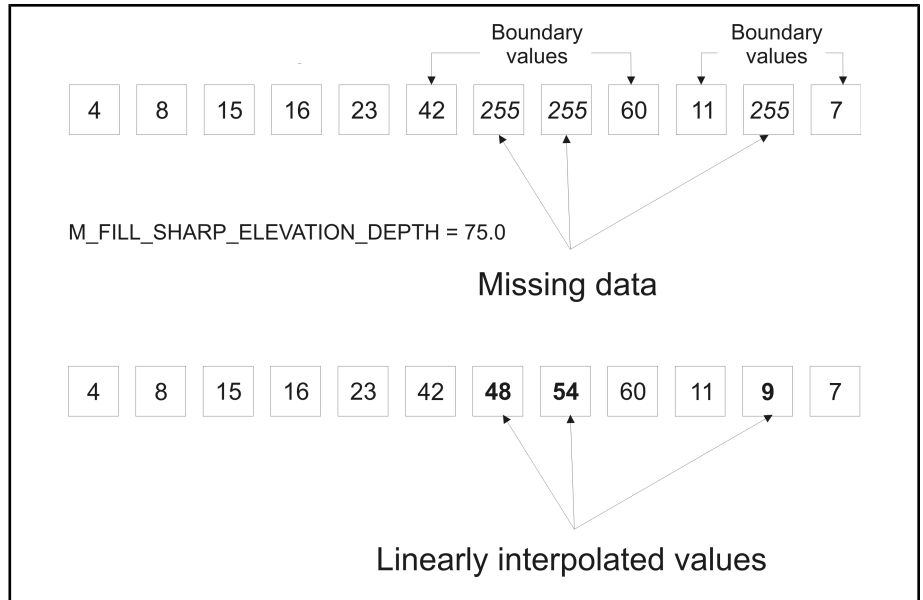 Boundary values
Boundary values
4 8 15 16 23 42 255 255 60 11 255 7
M_FILL_SHARP_ELEVATION_DEPTH = 75.0
Missing data
4 8 15 16 23 42 48 54 60 11 9 7
Linearly interpolated values